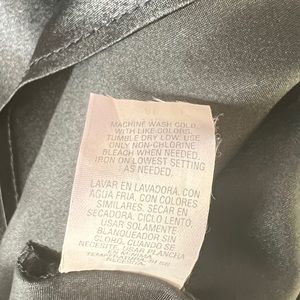 MACHINE WASH COLD
WITH LIKE COLORS.
TUMBLE DRY LOW. USE
ONLY NON-CHLORINE
BLEACH WHEN NEEDED.
IRON ON LOWEST SETTING
AS NEEDED.
LAVAR EN LAVADORA. CON
AGUA FRIA. CON COLORES
SIMILARES. SECAR EN
SECADORA. CICLO LENTO.
USAR SOLAMENTE
BLANQUEADOR SIN
CLORO. CUANDO SE
NECESITE. USAR PLANCHA
TEMPERATURA